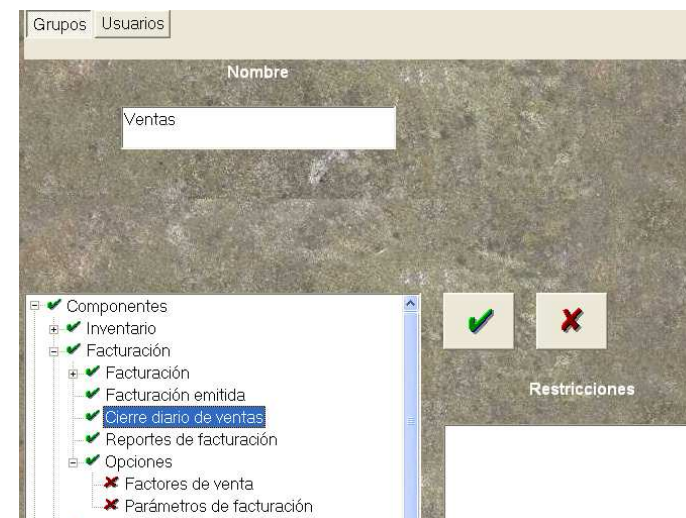 Grupos Usuarios
Nombre
Ventas
Componentes
Inventario
Facturación
Facturación
Facturación emitida
Cierre diario de ventas
Reportes de facturación
Opciones
Factores de venta
Parámetros de facturación
Restricciones